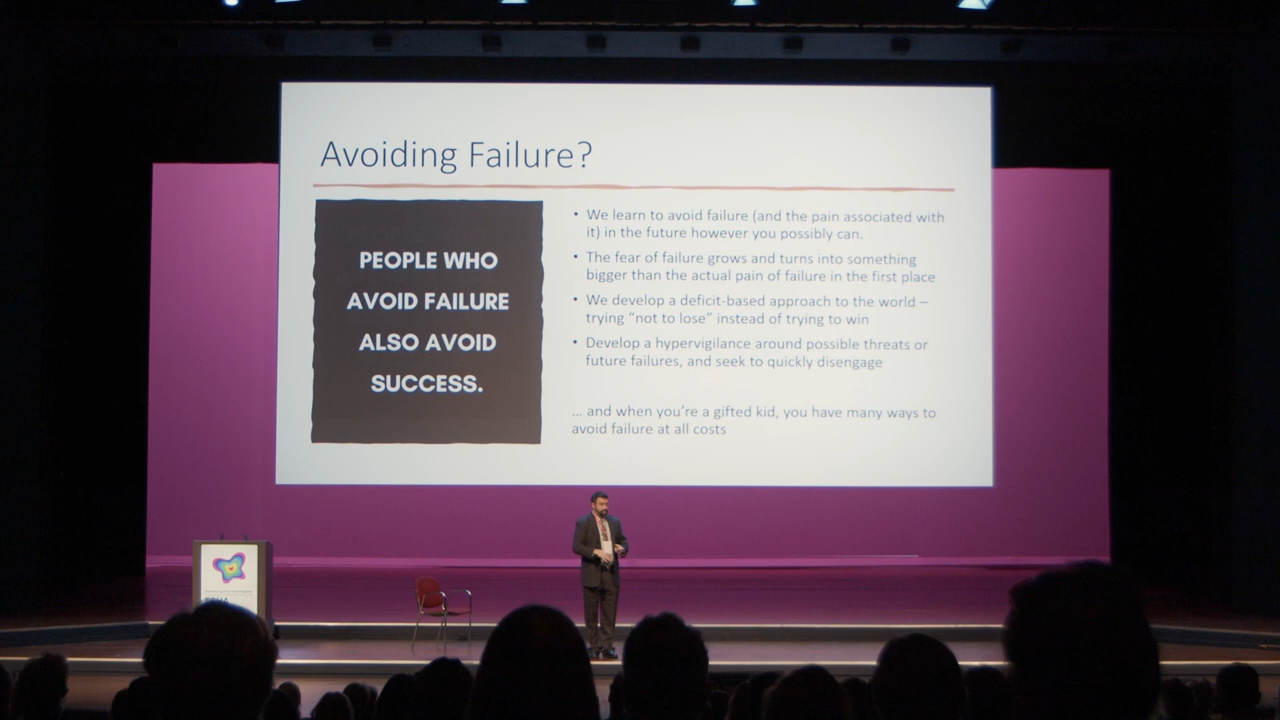 Avoiding Failure?
PEOPLE WHO
AVOID FAILURE
ALSO AVOID
SUCCESS.
• We learn to avoid failure (and the pain associated with
it) in the future however you possibly can.
• The fear of failure grows and turns into something
bigger than the actual pain of failure in the first place
• We develop a deficit-based approach to the world –
trying “not to lose” instead of trying to win
• Develop a hypervigilance around possible threats or
future failures, and seek to quickly disengage
... and when you’re a gifted kid, you have many ways to
avoid failure at all costs